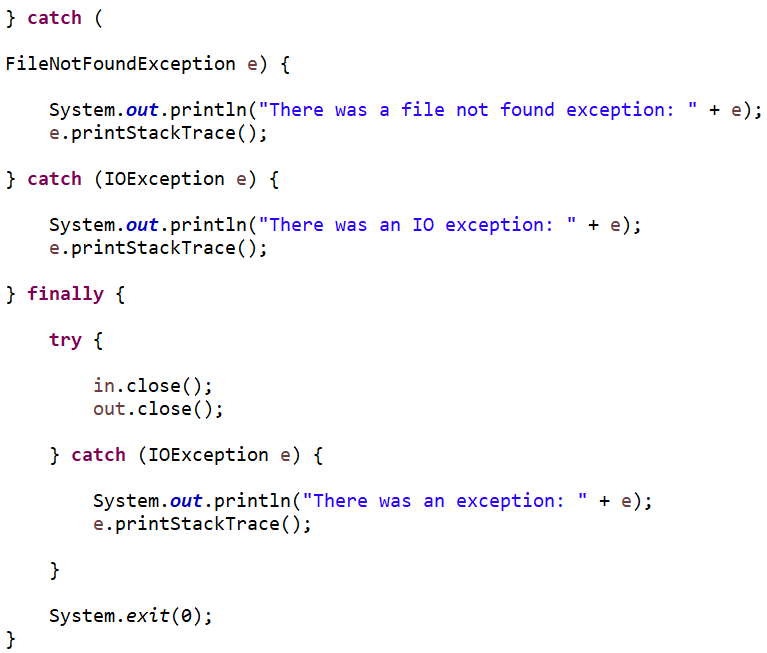 } catch (
FileNotFoundException e) {
System.out.println("There was a file not found exception: " + e);
e.printStackTrace();
} catch (IOException e) {
System.out.println("There was an IO exception: " + e);
e.printStackTrace();
} finally {
try {
in.close();
out.close();
} catch (IOException e) {
System.out.println("There was an exception: " + e);
e.printStackTrace();
}
System.exit(0);
}